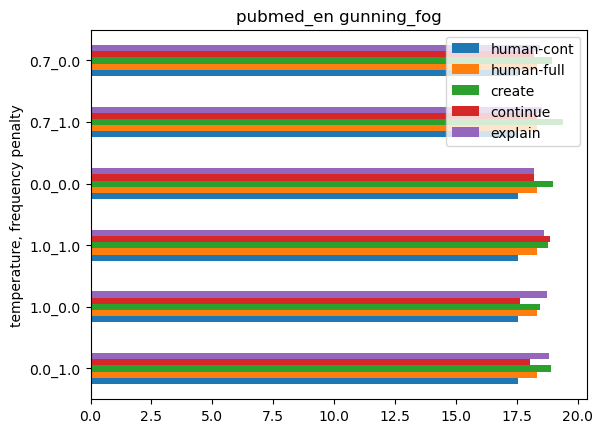 pubmed_en gunning_fog
human-cont
human-full
create
continue
explain
temperature, frequency penalty
0.7_0.0
0.7_1.0
0.0_0.0
1.0_1.0
1.0_0.0
0.0_1.0
0.0 2.5 5.0 7.5 10.0 12.5 15.0 17.5 20.0